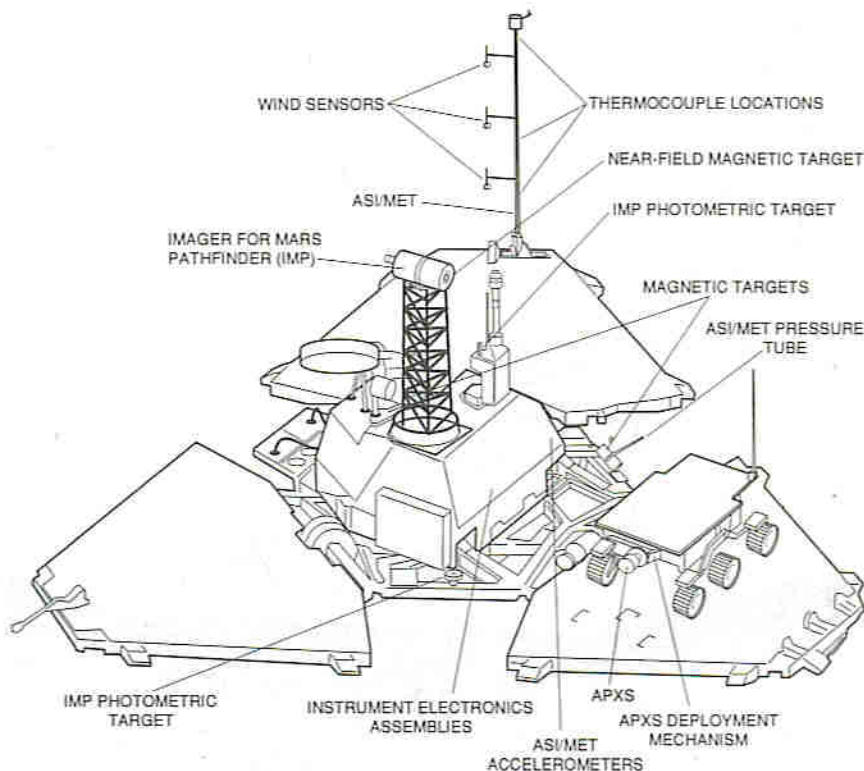 WIND SENSORS
THERMOCOUPLE LOCATIONS
NEAR-FIELD MAGNETIC TARGET
ASI/MET
IMP PHOTOMETRIC TARGET
IMAGER FOR MARS
PATHFINDER (IMP)
MAGNETIC TARGETS
ASI/MET PRESSURE
TUBE
IMP PHOTOMETRIC
TARGET
INSTRUMENT ELECTRONICS
ASSEMBLIES
ASI/MET
ACCELEROMETERS
APXS
APXS DEPLOYMENT
MECHANISM